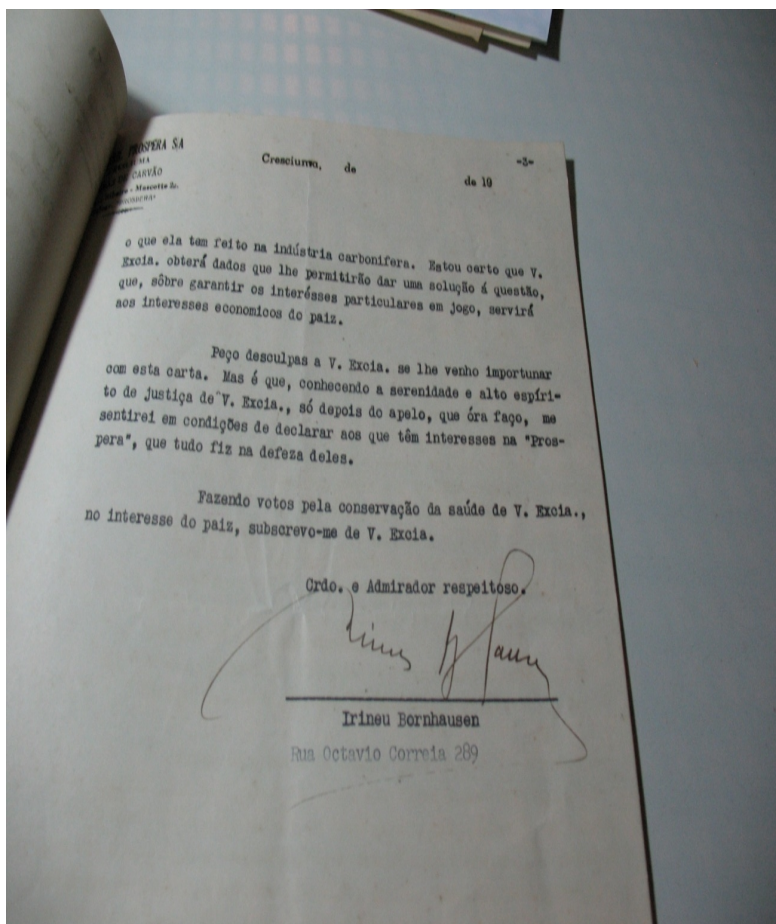 PROSPERA S/A
CARVÃO
Mascotte
Cresciuma, de de 19
-3-
o que ela tem feito na indústria carbonifera. Estou certo que V.
Excia. obterá dados que lhe permitirão dar uma solução á questão,
que, sôbre garantir os interésses particulares em jogo, servirá
aos interesses economicos do paiz.
Peço desculpas a V. Excia. se lhe venho importunar
com esta carta. Mas é que, conhecendo a serenidade e alto espíri-
to de justiça de V. Excia., só depois do apelo, que óra faço, me
sentirei em condições de declarar aos que têm interesses na "Pros-
pera", que tudo fiz na defeza deles.
Fazendo votos pela conservação da saúde de V. Excia.,
no interesse do paiz, subscrevo-me de V. Excia.
Crdo. e Admirador respeitoso.
Irineu Bornhausen
Rua Octavio Correia 289